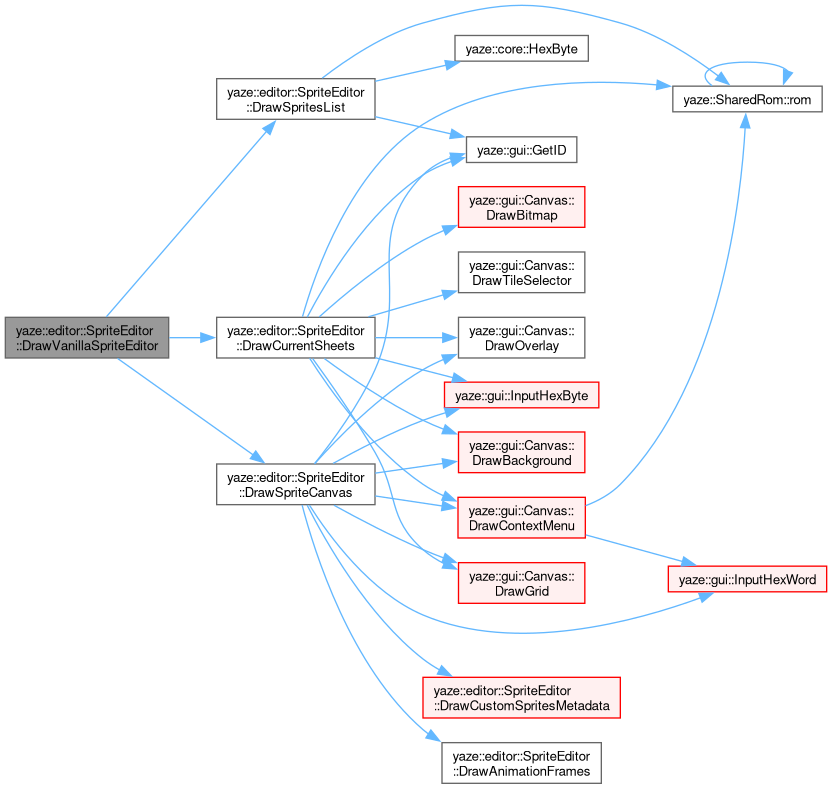 yaze::editor::SpriteEditor
::DrawVanillaSpriteEditor
yaze::editor::SpriteEditor
::DrawSpritesList
yaze::editor::SpriteEditor
::DrawCurrentSheets
yaze::editor::SpriteEditor
::DrawSpriteCanvas
yaze::core::HexByte
yaze::gui::GetID
yaze::gui::Canvas::
DrawBitmap
yaze::gui::Canvas::
DrawTileSelector
yaze::gui::Canvas::
DrawOverlay
yaze::gui::InputHexByte
yaze::gui::Canvas::
DrawBackground
yaze::gui::Canvas::
DrawContextMenu
yaze::gui::Canvas::
DrawGrid
yaze::editor::SpriteEditor
::DrawCustomSpritesMetadata
yaze::editor::SpriteEditor
::DrawAnimationFrames
yaze::SharedRom::rom
yaze::gui::InputHexWord